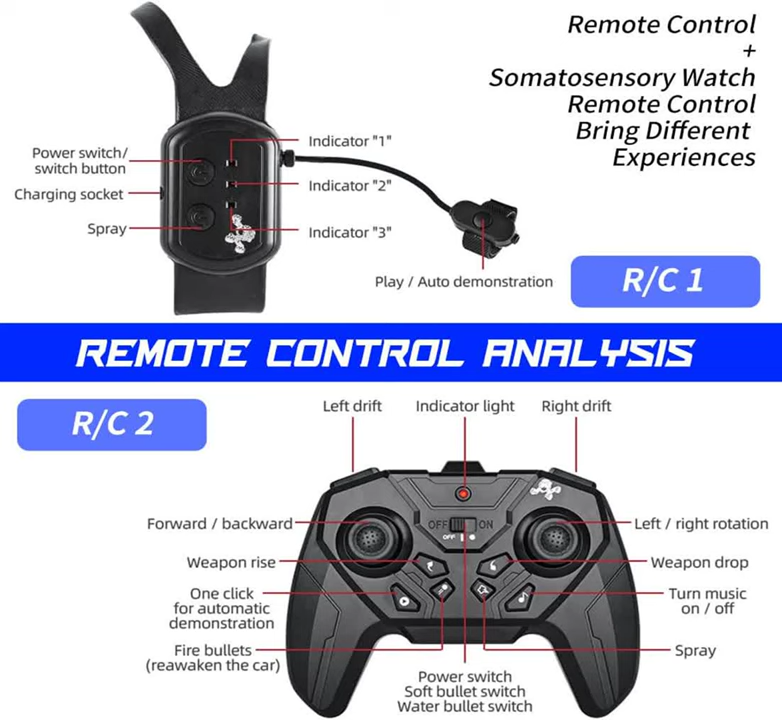 Remote Control
+
Somatosensory Watch
Remote Control
Bring Different
Experiences
Power switch/
switch button
Charging socket
Spray
Indicator "1"
Indicator "2"
Indicator "3"
Play / Auto demonstration
R/C 1
REMOTE CONTROL ANALYSIS
R/C 2
Left drift
Indicator light
Right drift
Forward / backward
OFF
ON
OFF
Left / right rotation
Weapon rise
Weapon drop
One click
for automatic
demonstration
Turn music
on / off
Fire bullets
(reawaken the car)
Spray
Power switch
Soft bullet switch
Water bullet switch